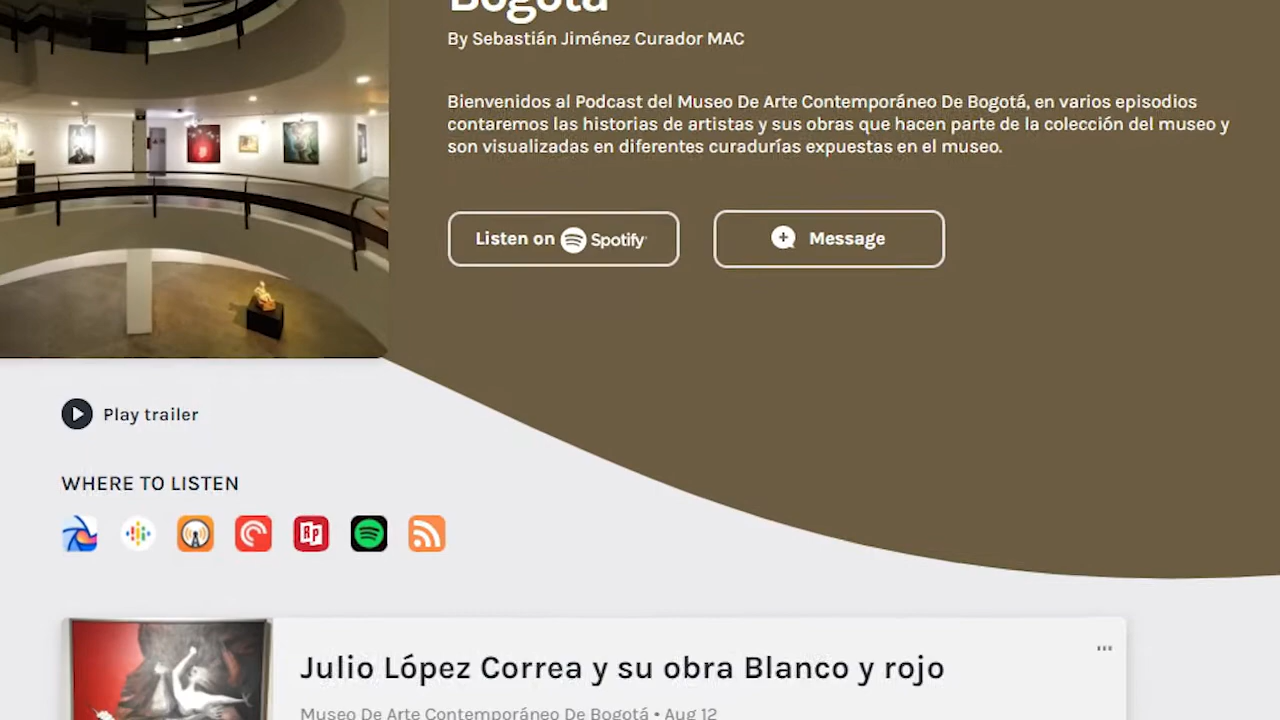 Bogotá
By Sebastián Jiménez Curador MAC
Bienvenidos al Podcast del Museo De Arte Contemporáneo De Bogotá, en varios episodios
contaremos las historias de artistas y sus obras que hacen parte de la colección del museo y
son visualizadas en diferentes curadurías expuestas en el museo.
Listen on Spotify
Message
Play trailer
WHERE TO LISTEN
RP
Julio López Correa y su obra Blanco y rojo
Museo De Arte Contemporáneo De Bogotá • Aug 12